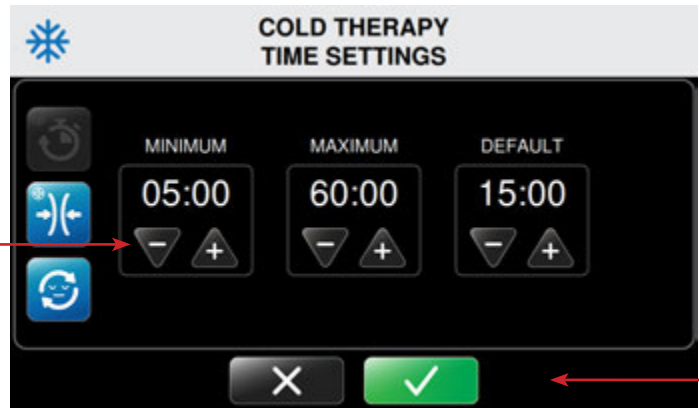 COLD THERAPY
TIME SETTINGS
MINIMUM MAXIMUM DEFAULT
05:00 60:00 15:00
− + − + − +